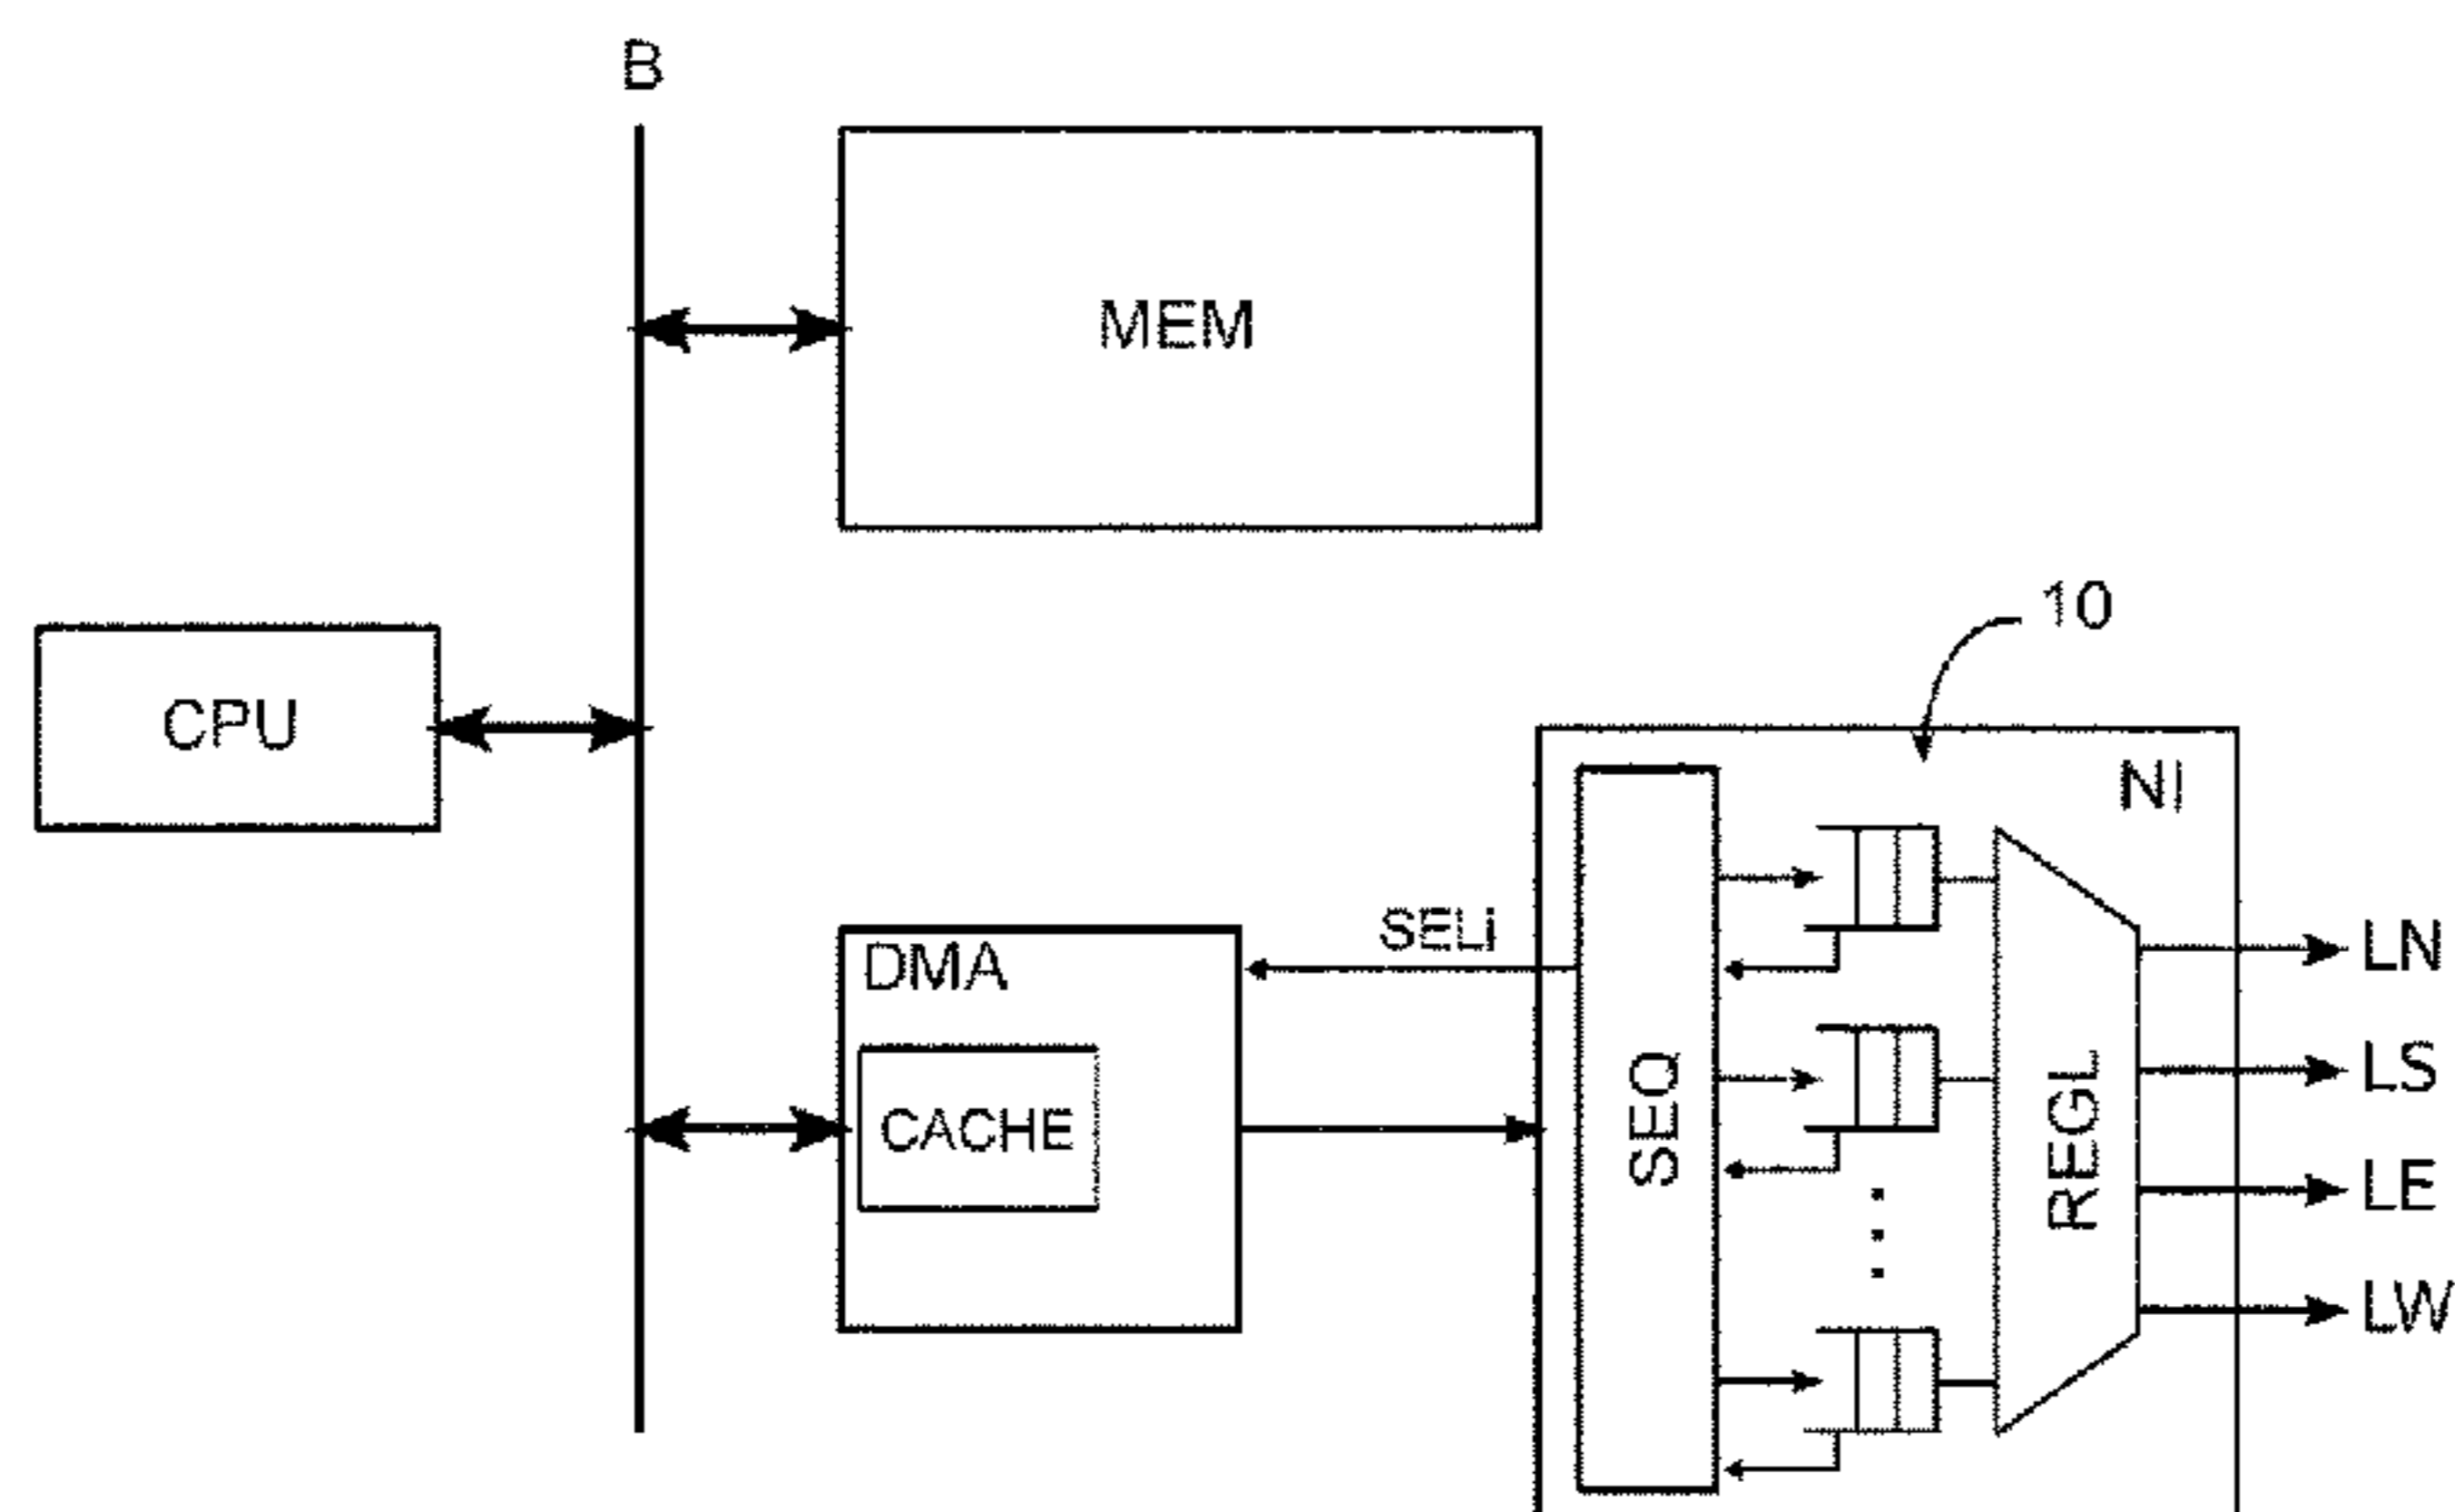 B
MEM
10
CPU
NI
SELi
DMA
LN
CACHE
SEQ
REGL
LS
LE
LW